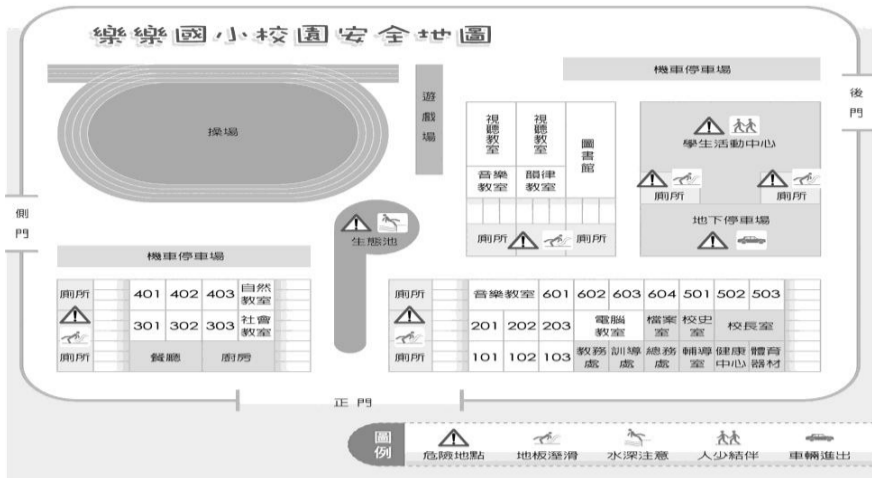 樂樂國小校園安全地圖
機車停車場
後門
操場
遊戲場
視聽教室
視聽教室
圖書館
音樂教室
韻律教室
廁所
廁所
學生活動中心
廁所
廁所
地下停車場
側門
生態池
機車停車場
廁所
401 402 403 自然教室
301 302 303 社會教室
廁所
餐廳 廚房
廁所
音樂教室 601 602 603 604 501 502 503
201 202 203 電腦教室 檔案室 校史室 校長室
廁所
101 102 103 教務處 訓導處 總務處 輔導室 健康中心 體育器材
正門
圖例
危險地點 地板溼滑 水深注意 人少結伴 車輛進出